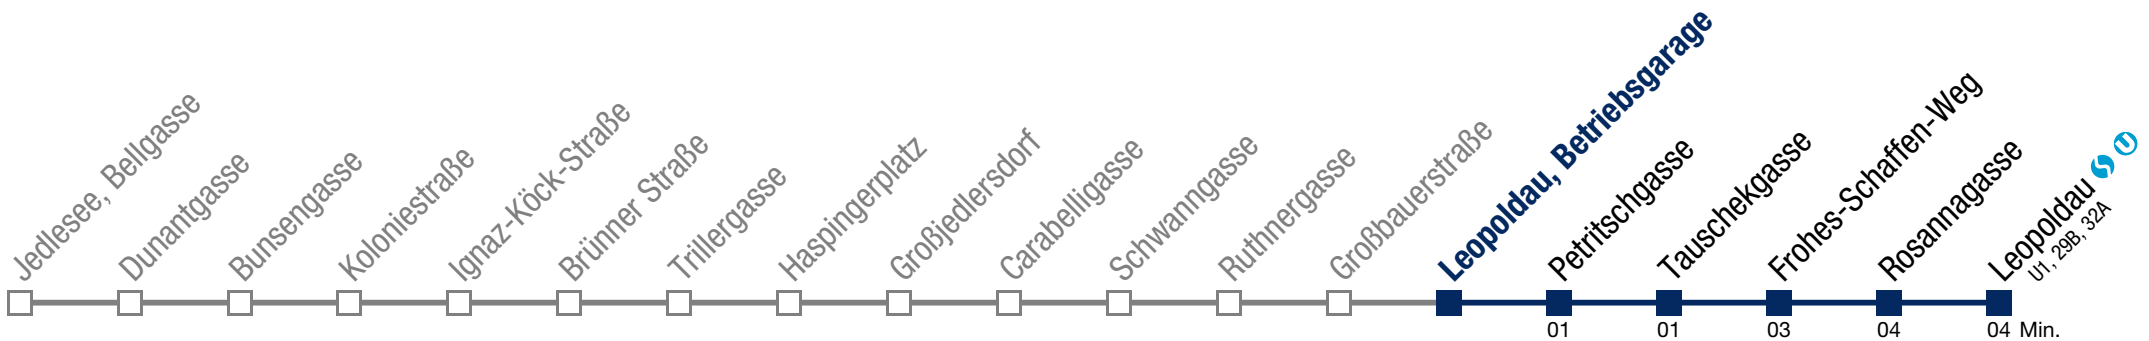 Jedlesee, Bellgasse
Dunantgasse
Bunsengasse
Koloniestraße
Ignaz-Köck-Straße
Brünner Straße
Trillergasse
Haspingerplatz
Großjedlersdorf
Carabelligasse
Schwanngasse
Ruthnergasse
Großbauerstraße
Leopoldau, Betriebsgarage
Petritschgasse
Tauschekgasse
Frohes-Schaffen-Weg
Rosannagasse
Leopoldau S U
U1, 29B, 32A
01 01 03 04 04 Min.